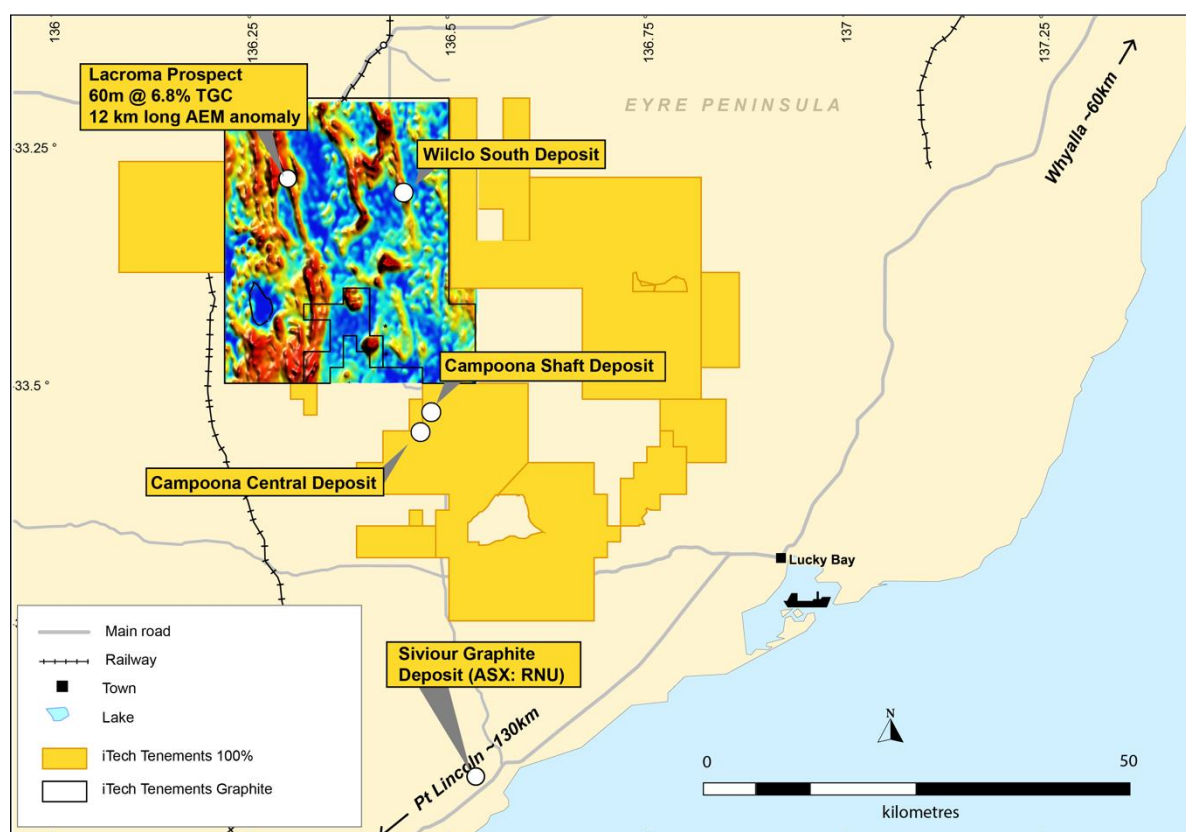 136
136.25
136.5
136.75
137
137.25
Lacroma Prospect
60m @ 6.8% TGC
12 km long AEM anomaly
EYRE PENINSULA
Whyalla ~60km
33.25 °
Wilclo South Deposit
33.5 °
Campoona Shaft Deposit
Campoona Central Deposit
Lucky Bay
Siviour Graphite
Deposit (ASX: RNU)
Pt Lincoln ~130km
Main road
Railway
Town
Lake
iTech Tenements 100%
iTech Tenements Graphite
N
0
50
kilometres